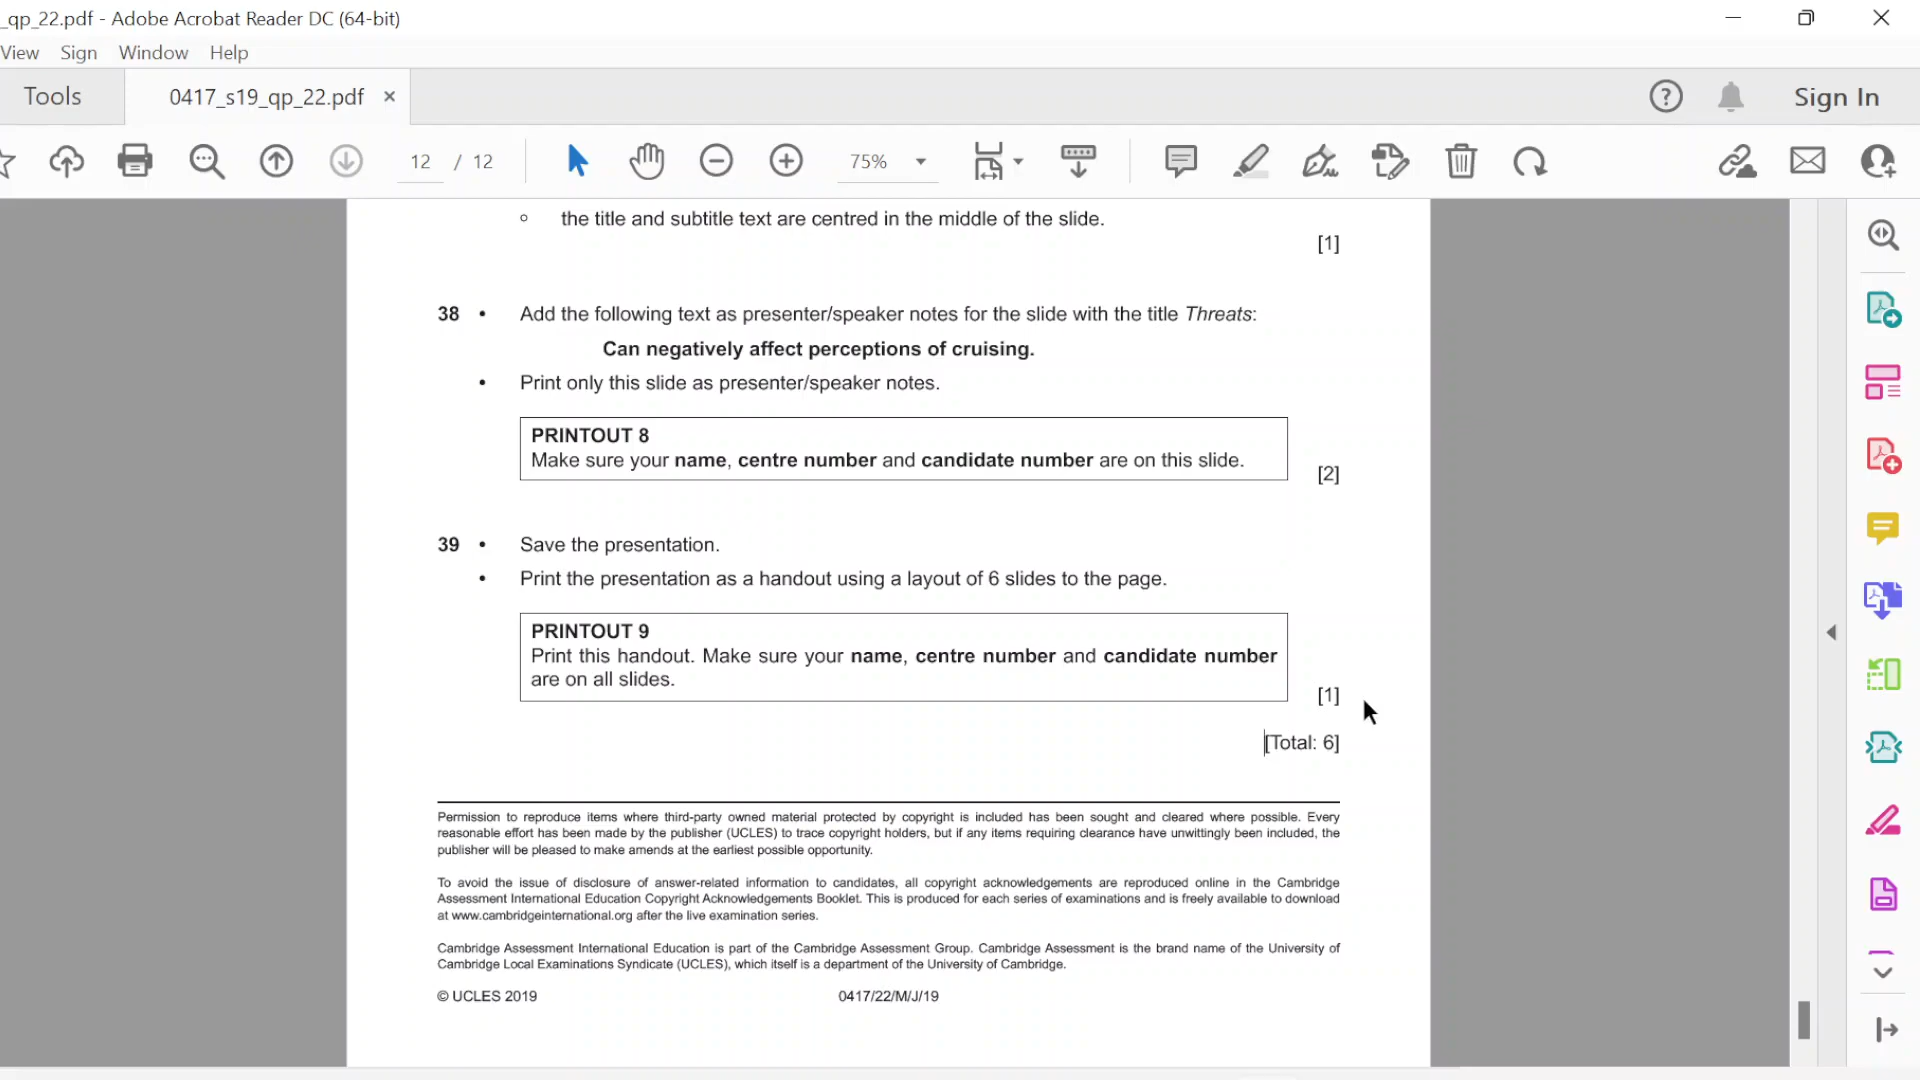 _qp_22.pdf - Adobe Acrobat Reader DC (64-bit)
View Sign Window Help
Tools 0417_s19_qp_22.pdf × Sign In
12 / 12 75%
○ the title and subtitle text are centred in the middle of the slide.
[1]
38 • Add the following text as presenter/speaker notes for the slide with the title Threats:
Can negatively affect perceptions of cruising.
• Print only this slide as presenter/speaker notes.
PRINTOUT 8
Make sure your name, centre number and candidate number are on this slide.
[2]
39 • Save the presentation.
• Print the presentation as a handout using a layout of 6 slides to the page.
PRINTOUT 9
Print this handout. Make sure your name, centre number and candidate number
are on all slides.
[1]
[Total: 6]
Permission to reproduce items where third-party owned material protected by copyright is included has been sought and cleared where possible. Every
reasonable effort has been made by the publisher (UCLES) to trace copyright holders, but if any items requiring clearance have unwittingly been included, the
publisher will be pleased to make amends at the earliest possible opportunity.
To avoid the issue of disclosure of answer-related information to candidates, all copyright acknowledgements are reproduced online in the Cambridge
Assessment International Education Copyright Acknowledgements Booklet. This is produced for each series of examinations and is freely available to download
at www.cambridgeinternational.org after the live examination series.
Cambridge Assessment International Education is part of the Cambridge Assessment Group. Cambridge Assessment is the brand name of the University of
Cambridge Local Examinations Syndicate (UCLES), which itself is a department of the University of Cambridge.
© UCLES 2019 0417/22/M/J/19